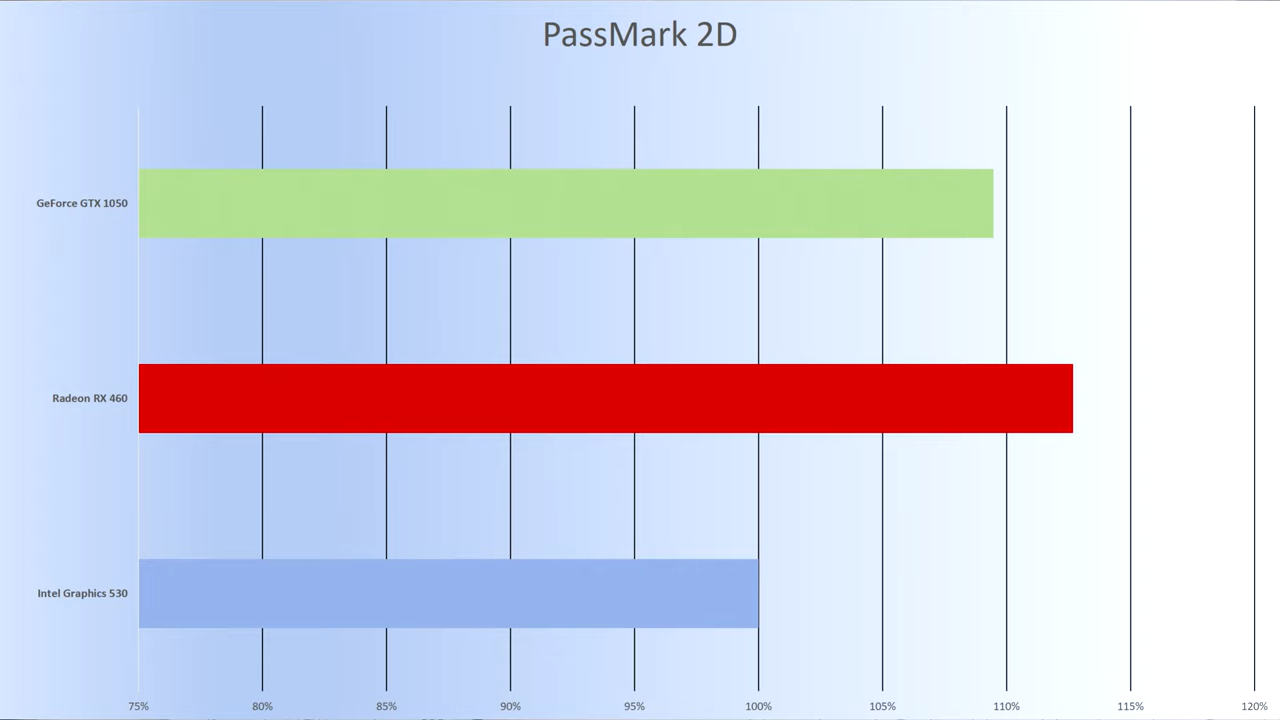 PassMark 2D
GeForce GTX 1050
Radeon RX 460
Intel Graphics 530
75% 80% 85% 90% 95% 100% 105% 110% 115% 120%